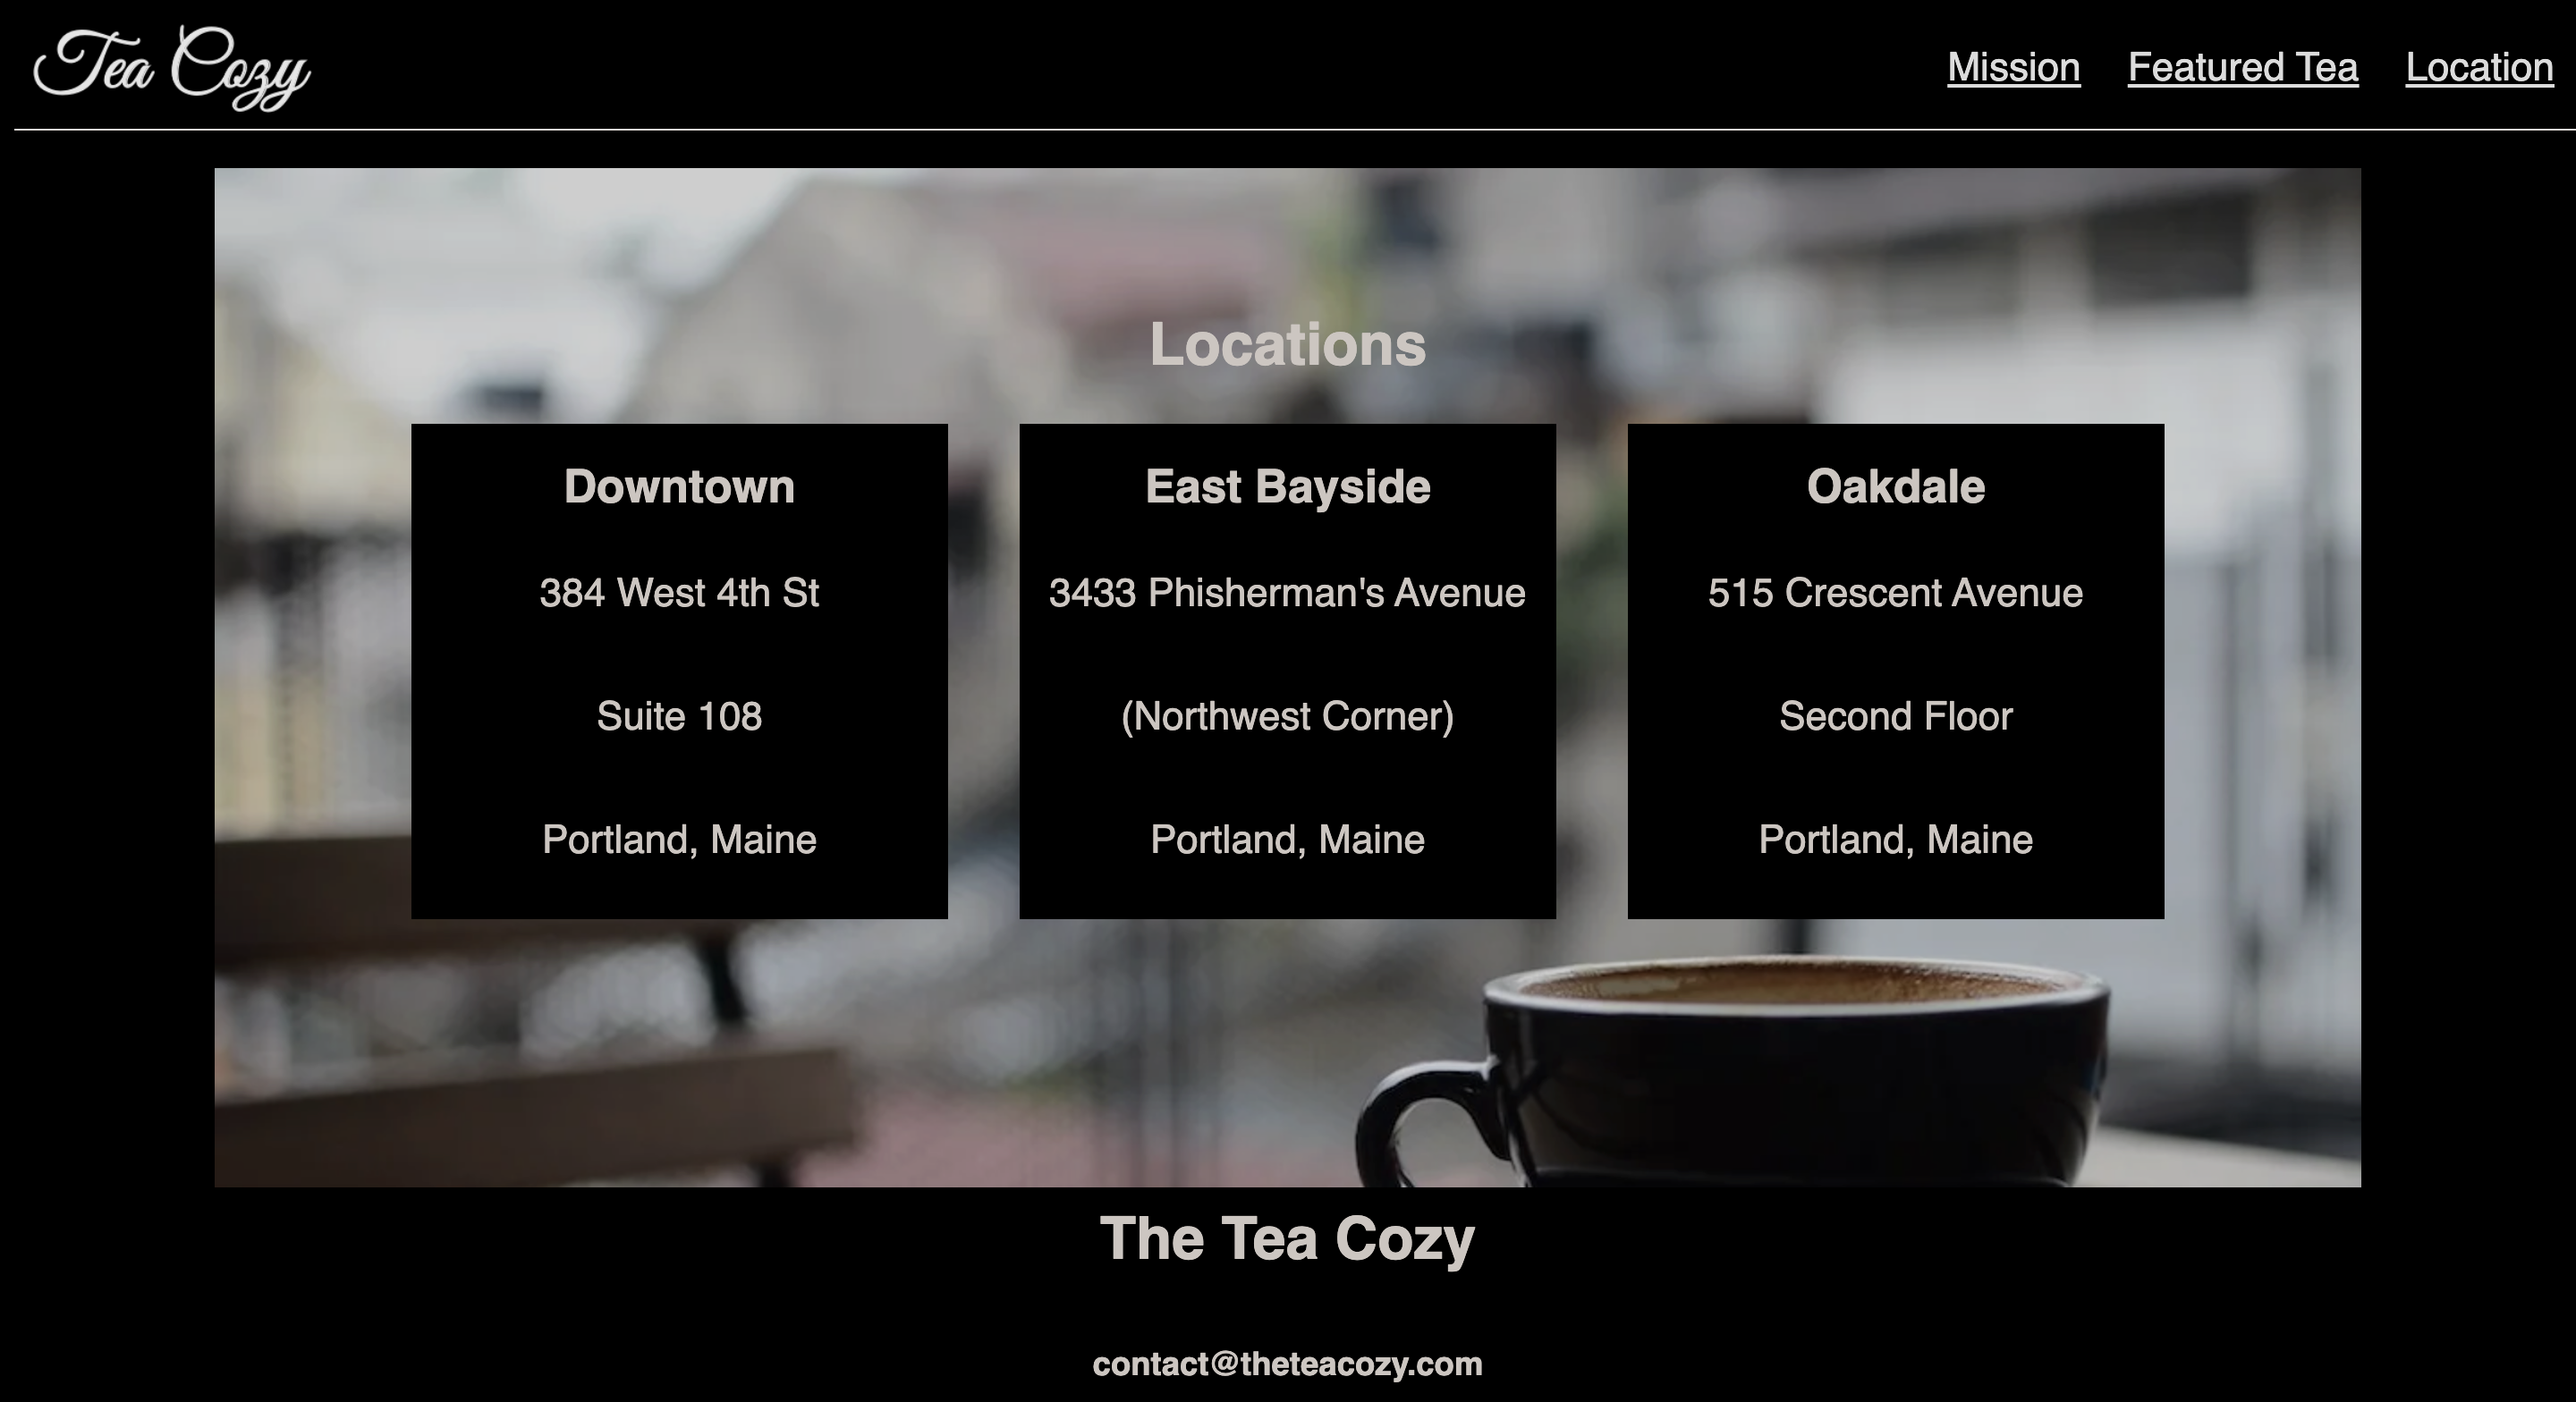 Tea Cozy
Mission Featured Tea Location
Locations
Downtown
384 West 4th St
Suite 108
Portland, Maine
East Bayside
3433 Phisherman's Avenue
(Northwest Corner)
Portland, Maine
Oakdale
515 Crescent Avenue
Second Floor
Portland, Maine
The Tea Cozy
contact@theteacozy.com